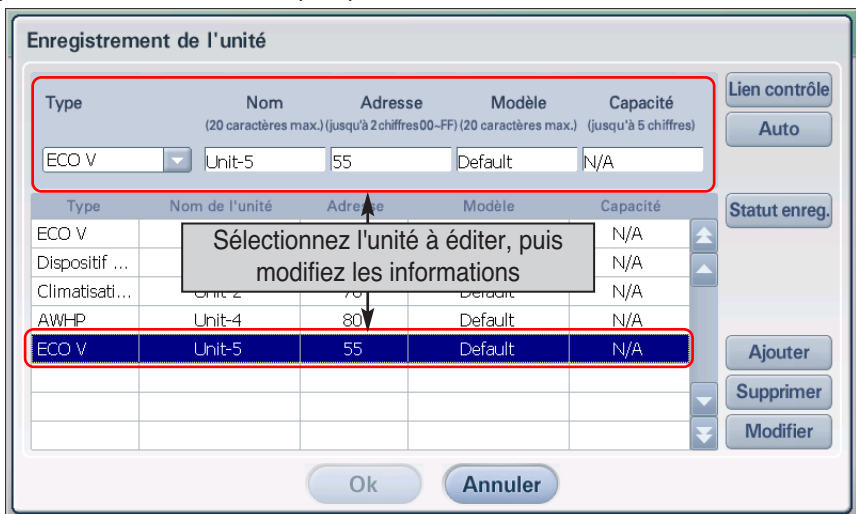 Enregistrement de l'unité
Type Nom Adresse Modèle Capacité
(20 caractères max.) (jusqu'à 2 chiffres00~FF) (20 caractères max.) (jusqu'à 5 chiffres)
ECO V Unit-5 55 Default N/A
Lien contrôle
Auto
Type Nom de l'unité Adresse Modèle Capacité
Statut enreg.
ECO V N/A
Dispositif ... N/A
Climatisati... N/A
Sélectionnez l'unité à éditer, puis
modifiez les informations
AWHP Unit-4 80 Default N/A
ECO V Unit-5 55 Default N/A
Ajouter
Supprimer
Modifier
Ok Annuler